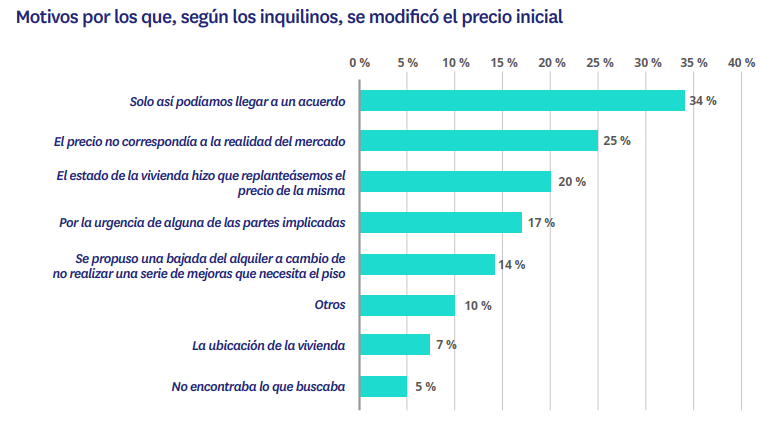 Motivos por los que, según los inquilinos, se modificó el precio inicial
0 % 5 % 10 % 15 % 20 % 25 % 30 % 35 % 40 %
Solo así podíamos llegar a un acuerdo 34 %
El precio no correspondía a la realidad del mercado 25 %
El estado de la vivienda hizo que replanteásemos el
precio de la misma 20 %
Por la urgencia de alguna de las partes implicadas 17 %
Se propuso una bajada del alquiler a cambio de
no realizar una serie de mejoras que necesita el piso 14 %
Otros 10 %
La ubicación de la vivienda 7 %
No encontraba lo que buscaba 5 %